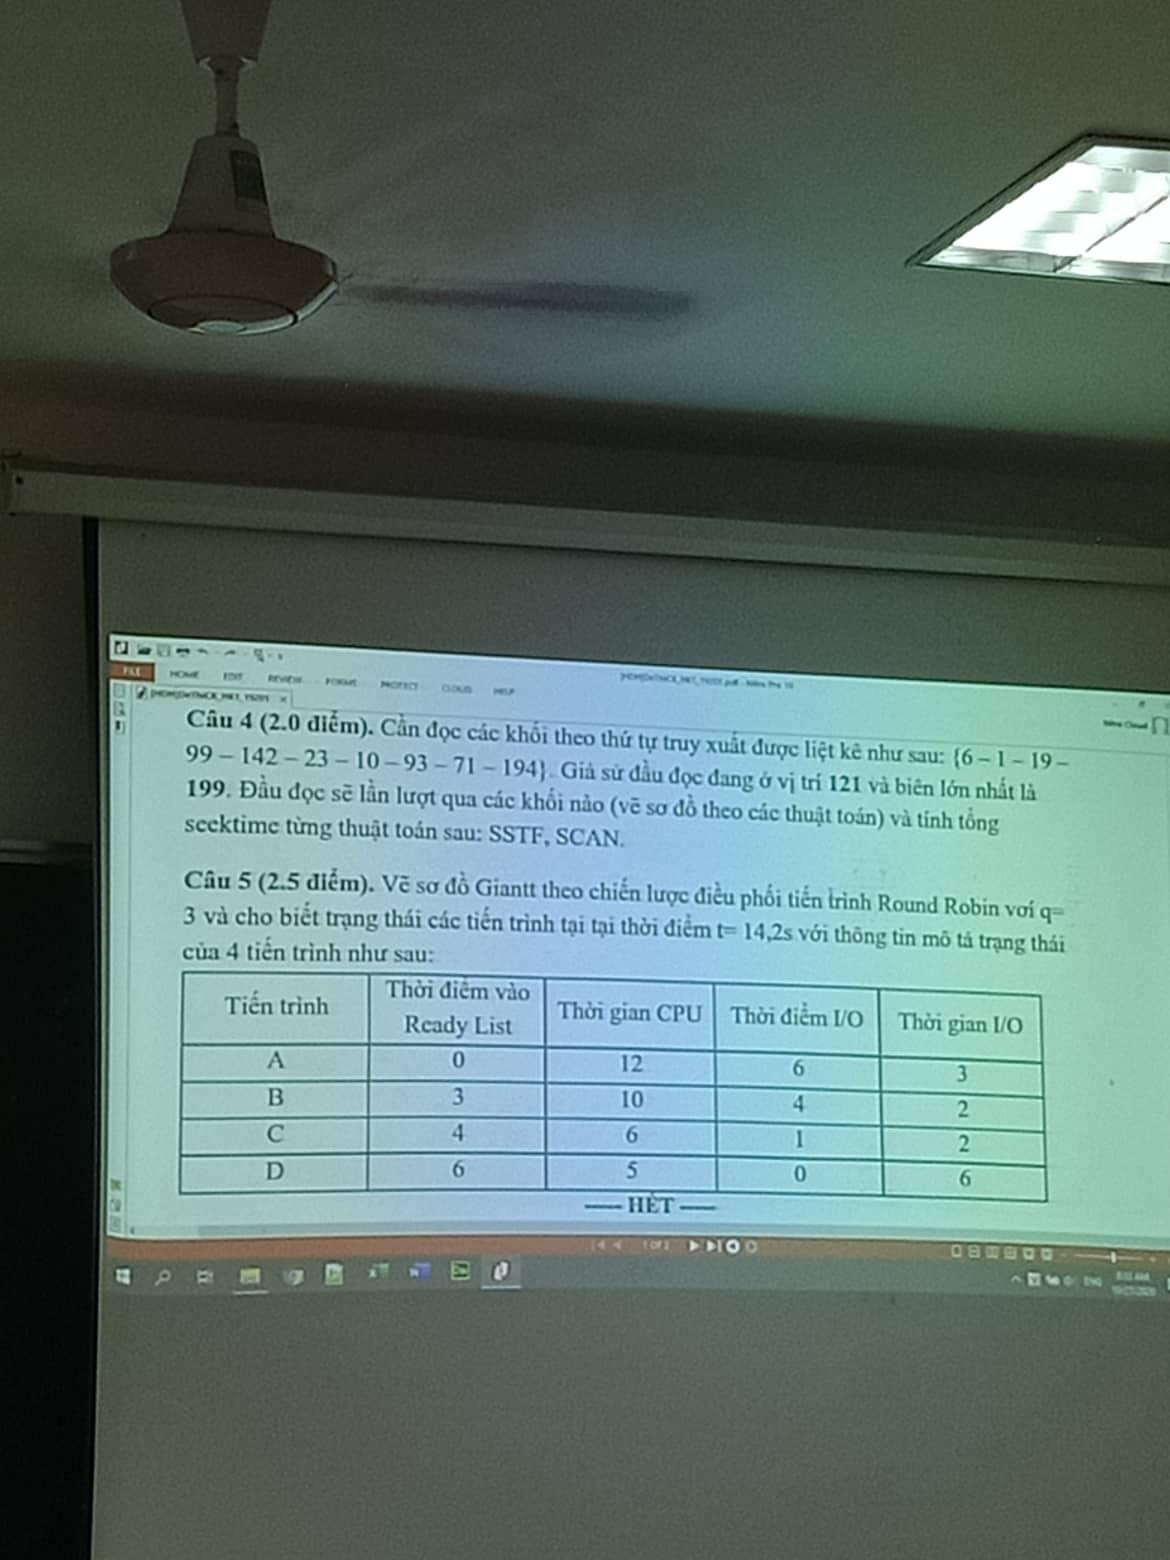 FILE HOME EDIT REVIEW FORMS PROTECT CLOUD HELP
Câu 4 (2.0 điểm). Cần đọc các khối theo thứ tự truy xuất được liệt kê như sau: {6 – 1 – 19 –
99 – 142 – 23 – 10 – 93 – 71 – 194}. Giả sử đầu đọc đang ở vị trí 121 và biên lớn nhất là
199. Đầu đọc sẽ lần lượt qua các khối nào (vẽ sơ đồ theo các thuật toán) và tính tổng
seektime từng thuật toán sau: SSTF, SCAN.
Câu 5 (2.5 điểm). Vẽ sơ đồ Giantt theo chiến lược điều phối tiến trình Round Robin vơí q=
3 và cho biết trạng thái các tiến trình tại tại thời điểm t= 14,2s với thông tin mô tả trạng thái
của 4 tiến trình như sau:
Tiến trình Thời điểm vào Ready List Thời gian CPU Thời điểm I/O Thời gian I/O
A 0 12 6 3
B 3 10 4 2
C 4 6 1 2
D 6 5 0 6
----- HẾT -----
1 OF 2
ENG